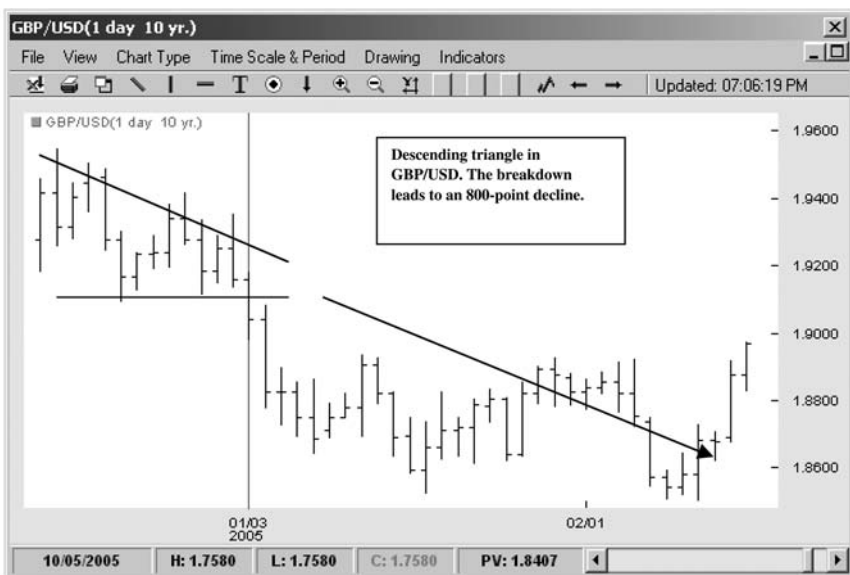 GBP/USD(1 day 10 yr.)
File View Chart Type Time Scale & Period Drawing Indicators
T Updated: 07:06:19 PM
GBP/USD(1 day 10 yr.)
Descending triangle in
GBP/USD. The breakdown
leads to an 800-point decline.
1.9600
1.9400
1.9200
1.9000
1.8800
1.8600
01/03
2005
02/01
10/05/2005 H: 1.7580 L: 1.7580 C: 1.7580 PV: 1.8407